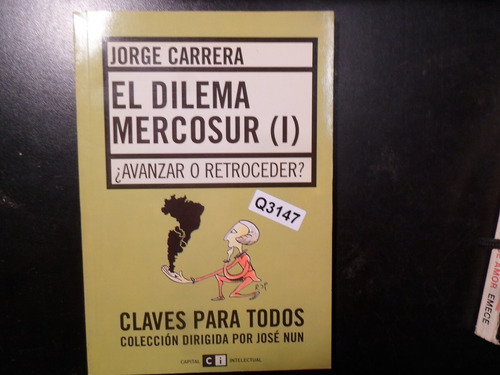 JORGE CARRERA
EL DILEMA
MERCOSUR (I)
¿AVANZAR O RETROCEDER?
Q3147
CLAVES PARA TODOS
COLECCIÓN DIRIGIDA POR JOSÉ NUN
CAPITAL Ci INTELECTUAL
AMOR EMECE